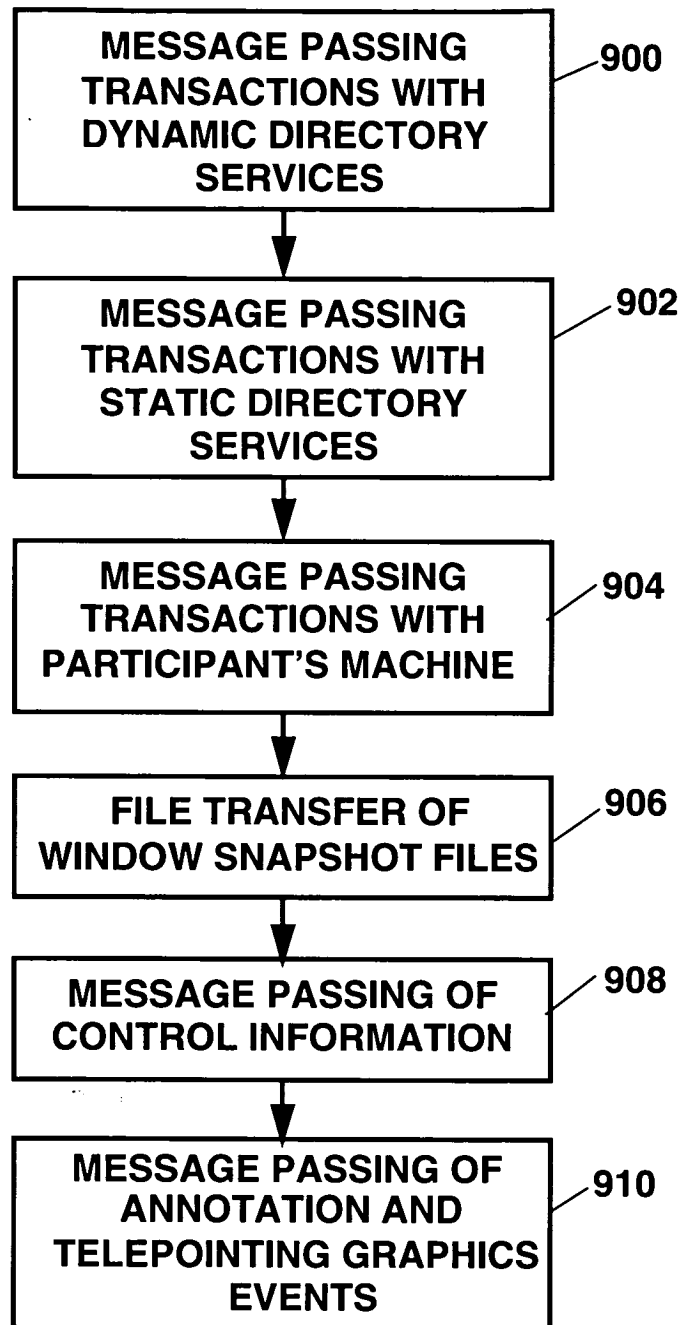 MESSAGE PASSING
TRANSACTIONS WITH
DYNAMIC DIRECTORY
SERVICES
900
MESSAGE PASSING
TRANSACTIONS WITH
STATIC DIRECTORY
SERVICES
902
MESSAGE PASSING
TRANSACTIONS WITH
PARTICIPANT'S MACHINE
904
FILE TRANSFER OF
WINDOW SNAPSHOT FILES
906
MESSAGE PASSING OF
CONTROL INFORMATION
908
MESSAGE PASSING OF
ANNOTATION AND
TELEPOINTING GRAPHICS
EVENTS
910